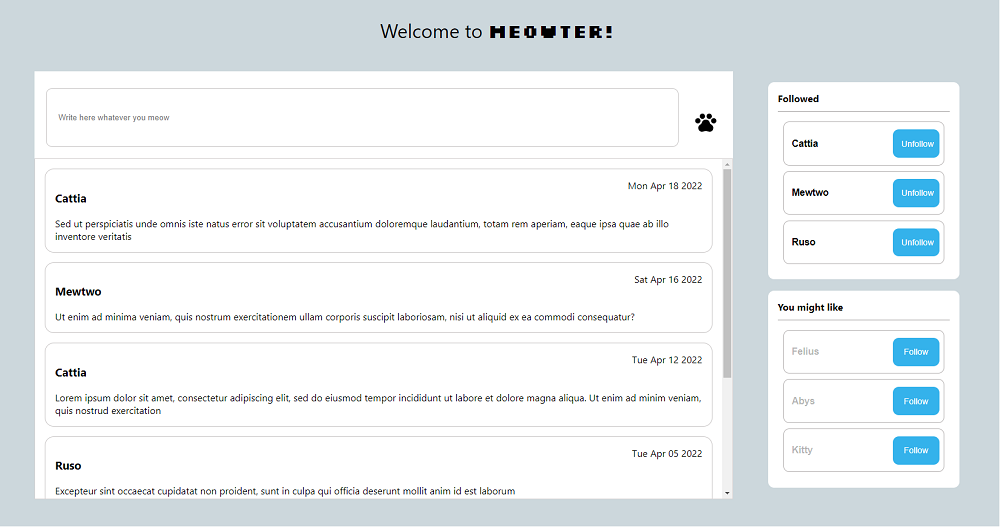 Welcome to MEOWTER!
Write here whatever you meow
Mon Apr 18 2022
Cattia
Sed ut perspiciatis unde omnis iste natus error sit voluptatem accusantium doloremque laudantium, totam rem aperiam, eaque ipsa quae ab illo
inventore veritatis
Sat Apr 16 2022
Mewtwo
Ut enim ad minima veniam, quis nostrum exercitationem ullam corporis suscipit laboriosam, nisi ut aliquid ex ea commodi consequatur?
Tue Apr 12 2022
Cattia
Lorem ipsum dolor sit amet, consectetur adipiscing elit, sed do eiusmod tempor incididunt ut labore et dolore magna aliqua. Ut enim ad minim veniam,
quis nostrud exercitation
Tue Apr 05 2022
Ruso
Excepteur sint occaecat cupidatat non proident, sunt in culpa qui officia deserunt mollit anim id est laborum
Followed
Cattia Unfollow
Mewtwo Unfollow
Ruso Unfollow
You might like
Felius Follow
Abys Follow
Kitty Follow